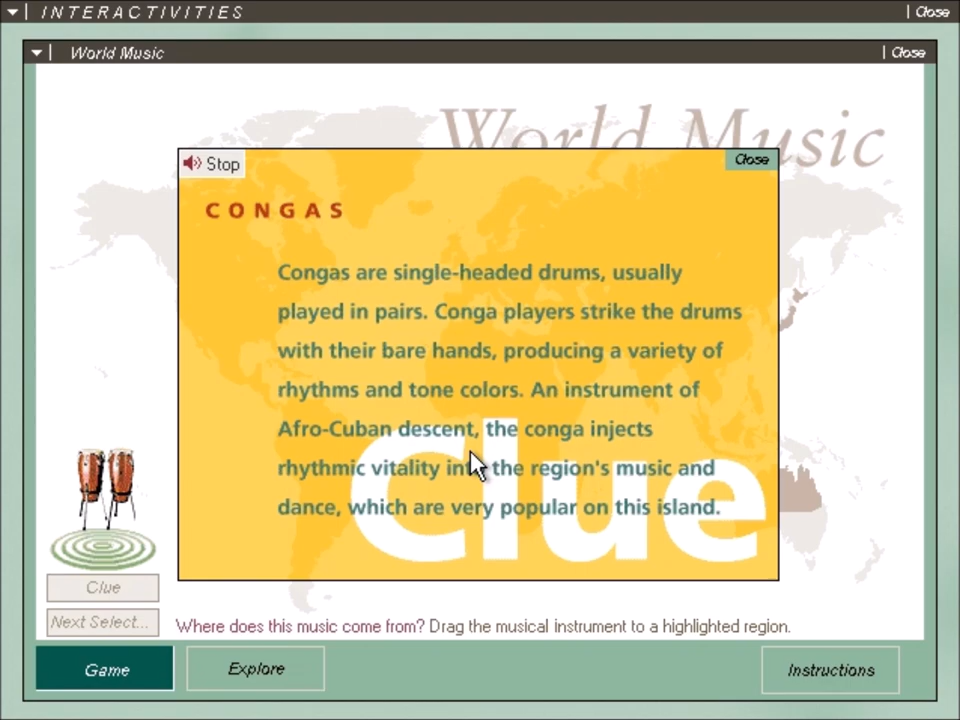 INTERACTIVITIES
Close
World Music
Close
World Music
Stop
Close
CONGAS
Congas are single-headed drums, usually
played in pairs. Conga players strike the drums
with their bare hands, producing a variety of
rhythms and tone colors. An instrument of
Afro-Cuban descent, the conga injects
rhythmic vitality into the region's music and
dance, which are very popular on this island.
Clue
Clue
Next Select...
Where does this music come from? Drag the musical instrument to a highlighted region.
Game
Explore
Instructions